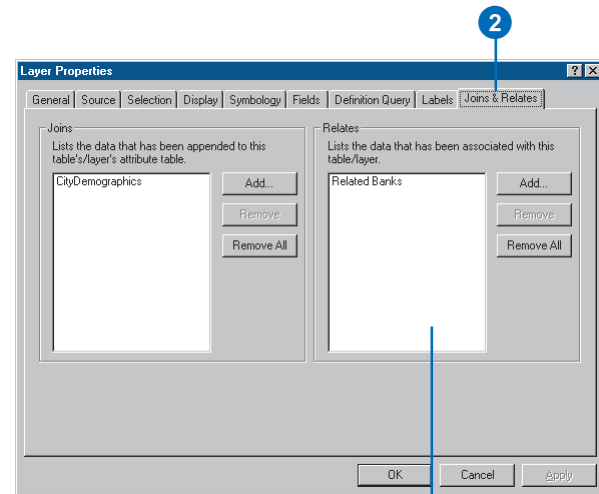 2
Layer Properties
? X
General Source Selection Display Symbology Fields Definition Query Labels Joins & Relates
Joins
Lists the data that has been appended to this
table's/layer's attribute table.
CityDemographics
Add...
Remove
Remove All
Relates
Lists the data that has been associated with this
table/layer.
Related Banks
Add...
Remove
Remove All
OK Cancel Apply